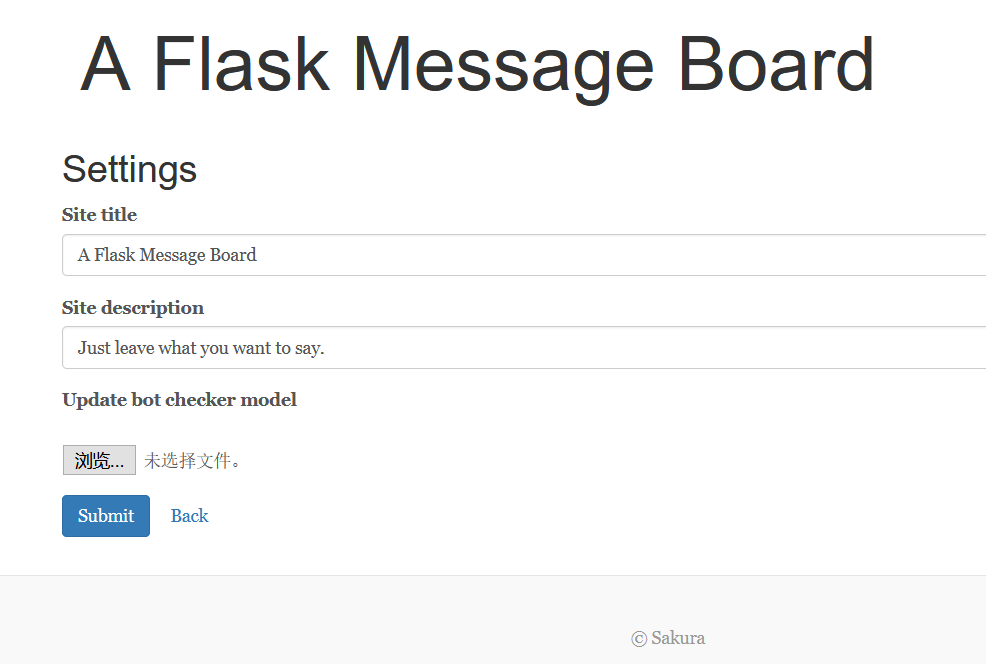 A Flask Message Board
Settings
Site title
A Flask Message Board
Site description
Just leave what you want to say.
Update bot checker model
浏览... 未选择文件。
Submit Back
© Sakura